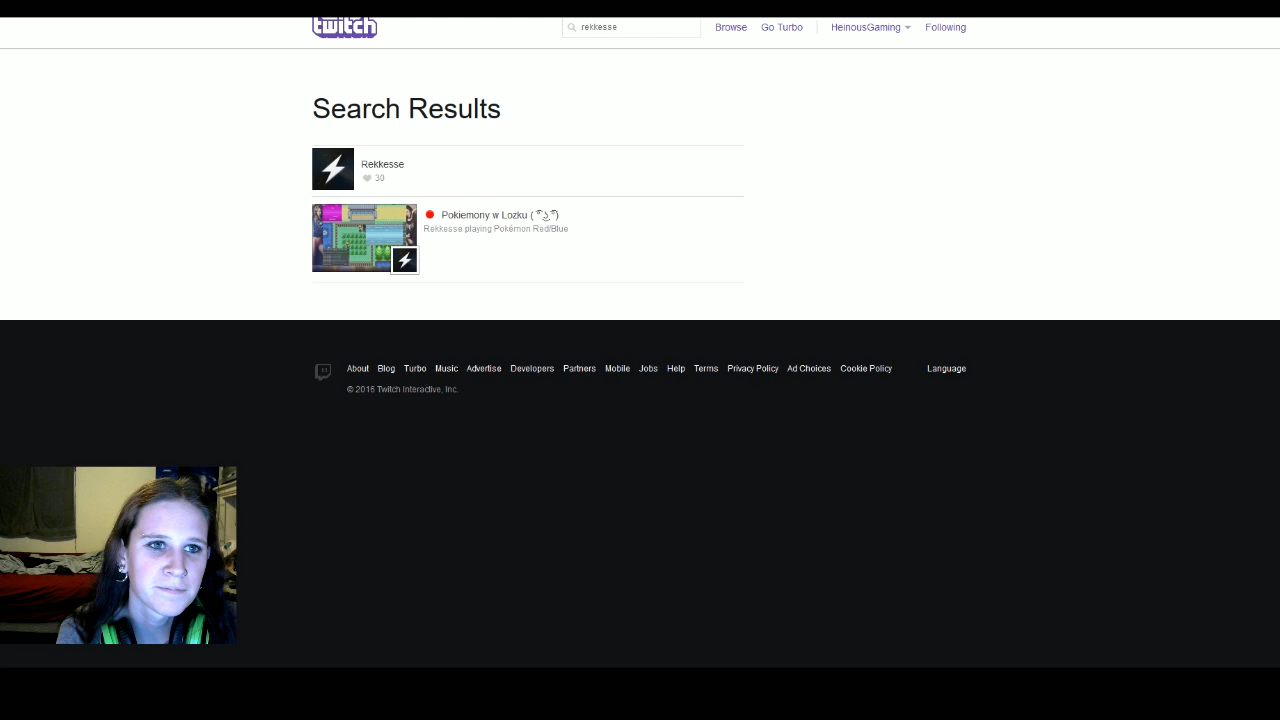 twitch
rekkesse
Browse Go Turbo HeinousGaming Following
Search Results
Rekkesse
30
Pokiemony w Lozku ( ͡° ͜ʖ ͡°)
Rekkesse playing Pokémon Red/Blue
About Blog Turbo Music Advertise Developers Partners Mobile Jobs Help Terms Privacy Policy Ad Choices Cookie Policy Language
© 2016 Twitch Interactive, Inc.